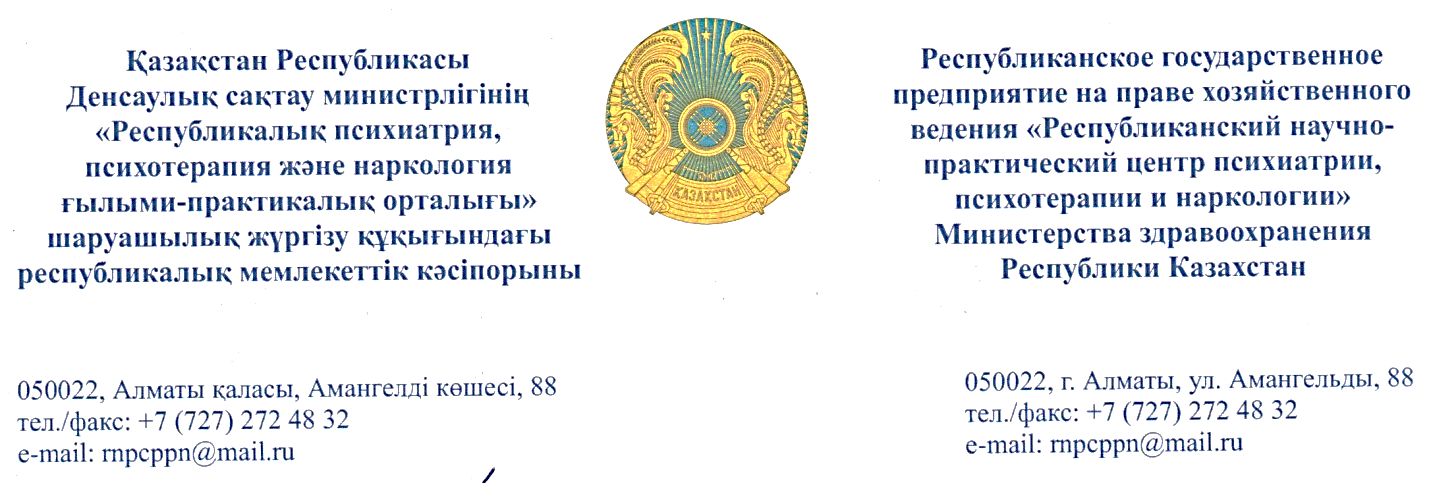 Қазақстан Республикасы
Денсаулық сақтау министрлігінің
«Республикалық психиатрия,
психотерапия және наркология
ғылыми-практикалық орталығы»
шаруашылық жүргізу құқығындағы
республикалық мемлекеттік кәсіпорыны
050022, Алматы қаласы, Амангелді көшесі, 88
тел./факс: +7 (727) 272 48 32
e-mail: rnpcppn@mail.ru
ҚАЗАҚСТАН
Республиканское государственное
предприятие на праве хозяйственного
ведения «Республиканский научно-
практический центр психиатрии,
психотерапии и наркологии»
Министерства здравоохранения
Республики Казахстан
050022, г. Алматы, ул. Амангельды, 88
тел./факс: +7 (727) 272 48 32
e-mail: rnpcppn@mail.ru